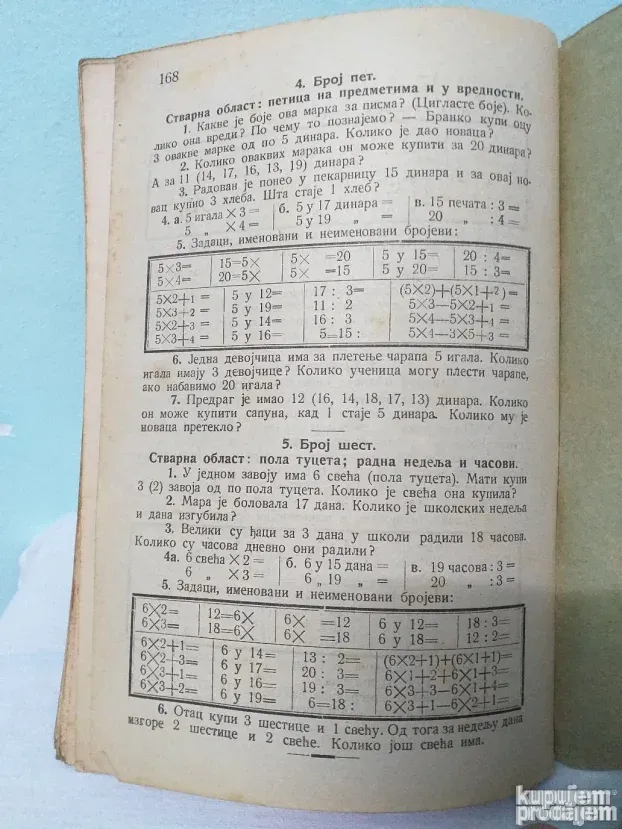 168
4. Број пет.
Стварна област: петица на предметима и у вредности.
1. Какве је боје ова марка за писма? (Цигласте боје). Ко-
лико она вреди? По чему то познајемо? — Бранко купи оцу
3 овакве марке од по 5 динара. Колико је дао новаца?
2. Колико оваквих марака он може купити за 20 динара?
А за 11 (14, 17, 16, 13, 19) динара?
3. Радован је понео у пекарницу 15 динара и за овај но-
вац купио 3 хлеба. Шта стаје 1 хлеб?
4. а. 5 игала × 3 = | б. 5 у 17 динара = | в. 15 печата : 3 =
5 „ × 4 = | 5 у 19 „ = | 20 „ : 4 =
5. Задаци, именовани и неименовани бројеви:
5×3= | 15=5× | 5× =20 | 5 у 15= | 20 : 4=
5×4= | 20=5× | 5× =15 | 5 у 20= | 15 : 3=
5×2+1 = | 5 у 12= | 17 : 3= | (5×2)+(5×1+2)=
5×3+2 = | 5 у 19= | 11 : 2 | 5×3—5×2+1 =
5×2+3 = | 5 у 14= | 16 : 3 | 5×4—5×3+1 =
5×3+4 = | 5 у 16= | 5=15 : | 5×4—3×5+3 =
6. Једна девојчица има за плетење чарапа 5 игала. Колико
игала имају 3 девојчице? Колико ученица могу плести чарапе,
ако набавимо 20 игала?
7. Предраг је имао 12 (16, 14, 18, 17, 13) динара. Колико
он може купити сапуна, кад 1 стаје 5 динара. Колико му је
новаца претекло?
5. Број шест.
Стварна област: пола туцета; радна недеља и часови.
1. У једном завоју има 6 свећа (пола туцета). Мати купи
3 (2) завоја од по пола туцета. Колико је свећа она купила?
2. Мара је боловала 17 дана. Колико је школских недеља
и дана изгубила?
3. Велики су ђаци за 3 дана у школи радили 18 часова.
Колико су часова дневно они радили?
4а. 6 свећа × 2 = | б. 6 у 15 дана = | в. 19 часова : 3 =
6 „ × 3 = | 6 „ 19 „ = | 20 „ : 3 =
5. Задаци, именовани и неименовани бројеви:
6×2= | 12=6× | 6× =12 | 6 у 12= | 18 : 3=
6×3= | 18=6× | 6× =18 | 6 у 18= | 12 : 2=
6×2+1= | 6 у 14= | 13 : 2= | (6×2+1)+(6×1+1)=
6×2+3= | 6 у 17= | 20 : 3= | 6×1+2+6×1+3=
6×3+1= | 6 у 16= | 19 : 3= | 6×3+3—6×1+4=
6×3+2= | 6 у 19= | 6=18 : | 6×3+1—6×2+1=
6. Отац купи 3 шестице и 1 свећу. Од тога за недељу дана
изгоре 2 шестице и 2 свеће. Колико још свећа има.
kupujem
prodajem